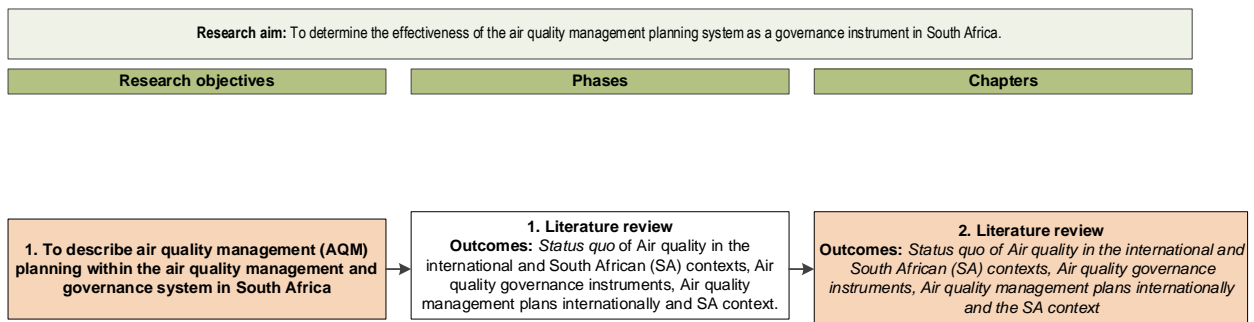 Research aim: To determine the effectiveness of the air quality management planning system as a governance instrument in South Africa.
Research objectives
Phases
Chapters
1. To describe air quality management (AQM)
planning within the air quality management and
governance system in South Africa
1. Literature review
Outcomes: Status quo of Air quality in the
international and South African (SA) contexts, Air
quality governance instruments, Air quality
management plans internationally and SA context.
2. Literature review
Outcomes: Status quo of Air quality in the international and
South African (SA) contexts, Air quality governance
instruments, Air quality management plans internationally
and the SA context